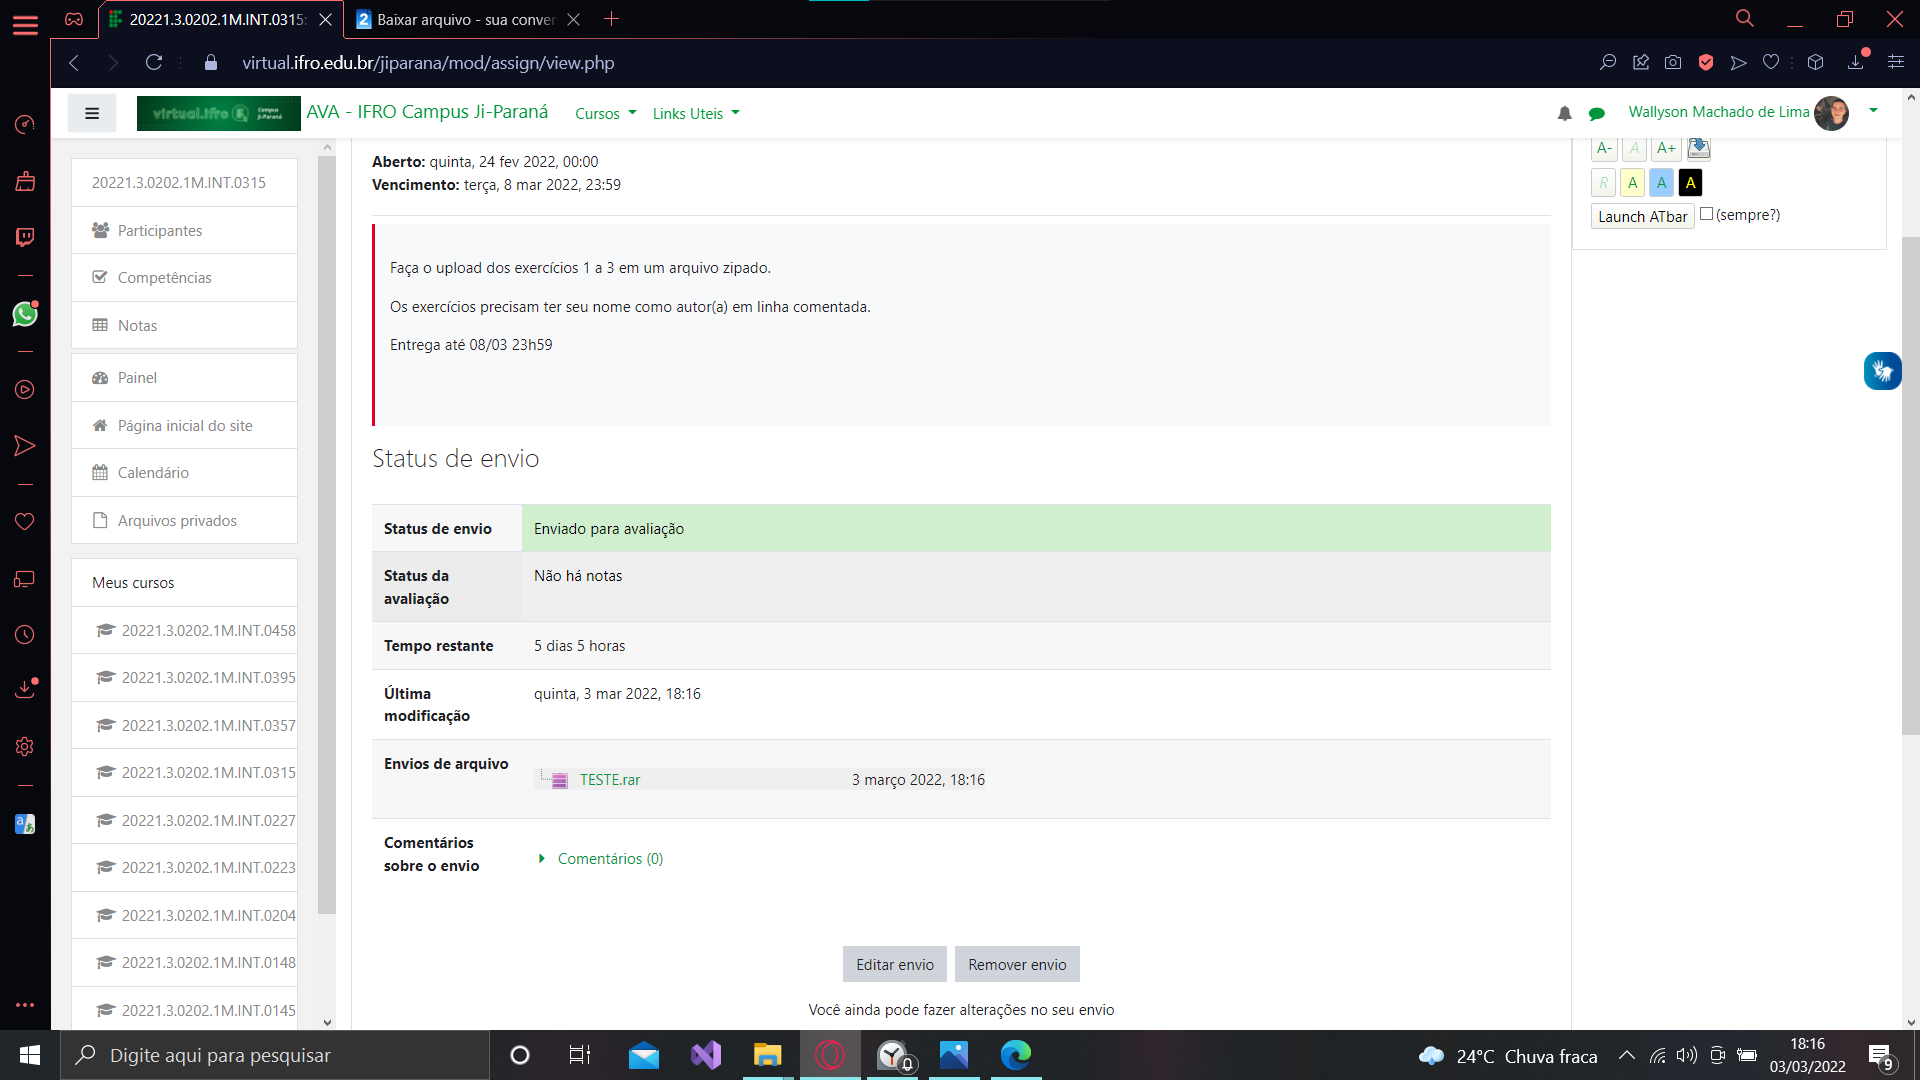 20221.3.0202.1M.INT.0315:
Baixar arquivo - sua conver
virtual.ifro.edu.br/jiparana/mod/assign/view.php
virtual.ifro Campus Ji-Paraná
AVA - IFRO Campus Ji-Paraná
Cursos
Links Uteis
Wallyson Machado de Lima
20221.3.0202.1M.INT.0315
Participantes
Competências
Notas
Painel
Página inicial do site
Calendário
Arquivos privados
Meus cursos
20221.3.0202.1M.INT.0458
20221.3.0202.1M.INT.0395
20221.3.0202.1M.INT.0357
20221.3.0202.1M.INT.0315
20221.3.0202.1M.INT.0227
20221.3.0202.1M.INT.0223
20221.3.0202.1M.INT.0204
20221.3.0202.1M.INT.0148
20221.3.0202.1M.INT.0145
Aberto: quinta, 24 fev 2022, 00:00
Vencimento: terça, 8 mar 2022, 23:59
Faça o upload dos exercícios 1 a 3 em um arquivo zipado.
Os exercícios precisam ter seu nome como autor(a) em linha comentada.
Entrega até 08/03 23h59
Status de envio
Status de envio Enviado para avaliação
Status da avaliação Não há notas
Tempo restante 5 dias 5 horas
Última modificação quinta, 3 mar 2022, 18:16
Envios de arquivo TESTE.rar 3 março 2022, 18:16
Comentários sobre o envio Comentários (0)
Editar envio Remover envio
Você ainda pode fazer alterações no seu envio
A- A A+
R A A A
Launch ATbar (sempre?)
Digite aqui para pesquisar
24°C Chuva fraca
18:16
03/03/2022
9